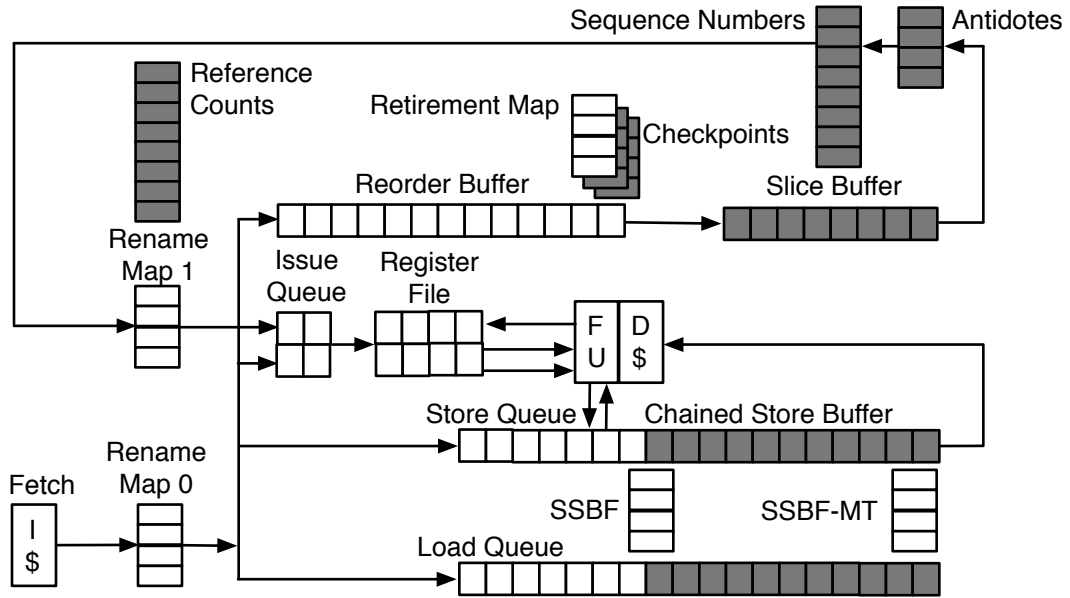 Sequence Numbers
Antidotes
Reference
Counts
Retirement Map
Checkpoints
Reorder Buffer
Slice Buffer
Rename
Map 1
Issue
Queue
Register
File
F
U
D
$
Store Queue
Chained Store Buffer
Rename
Map 0
Fetch
I
$
SSBF
SSBF-MT
Load Queue